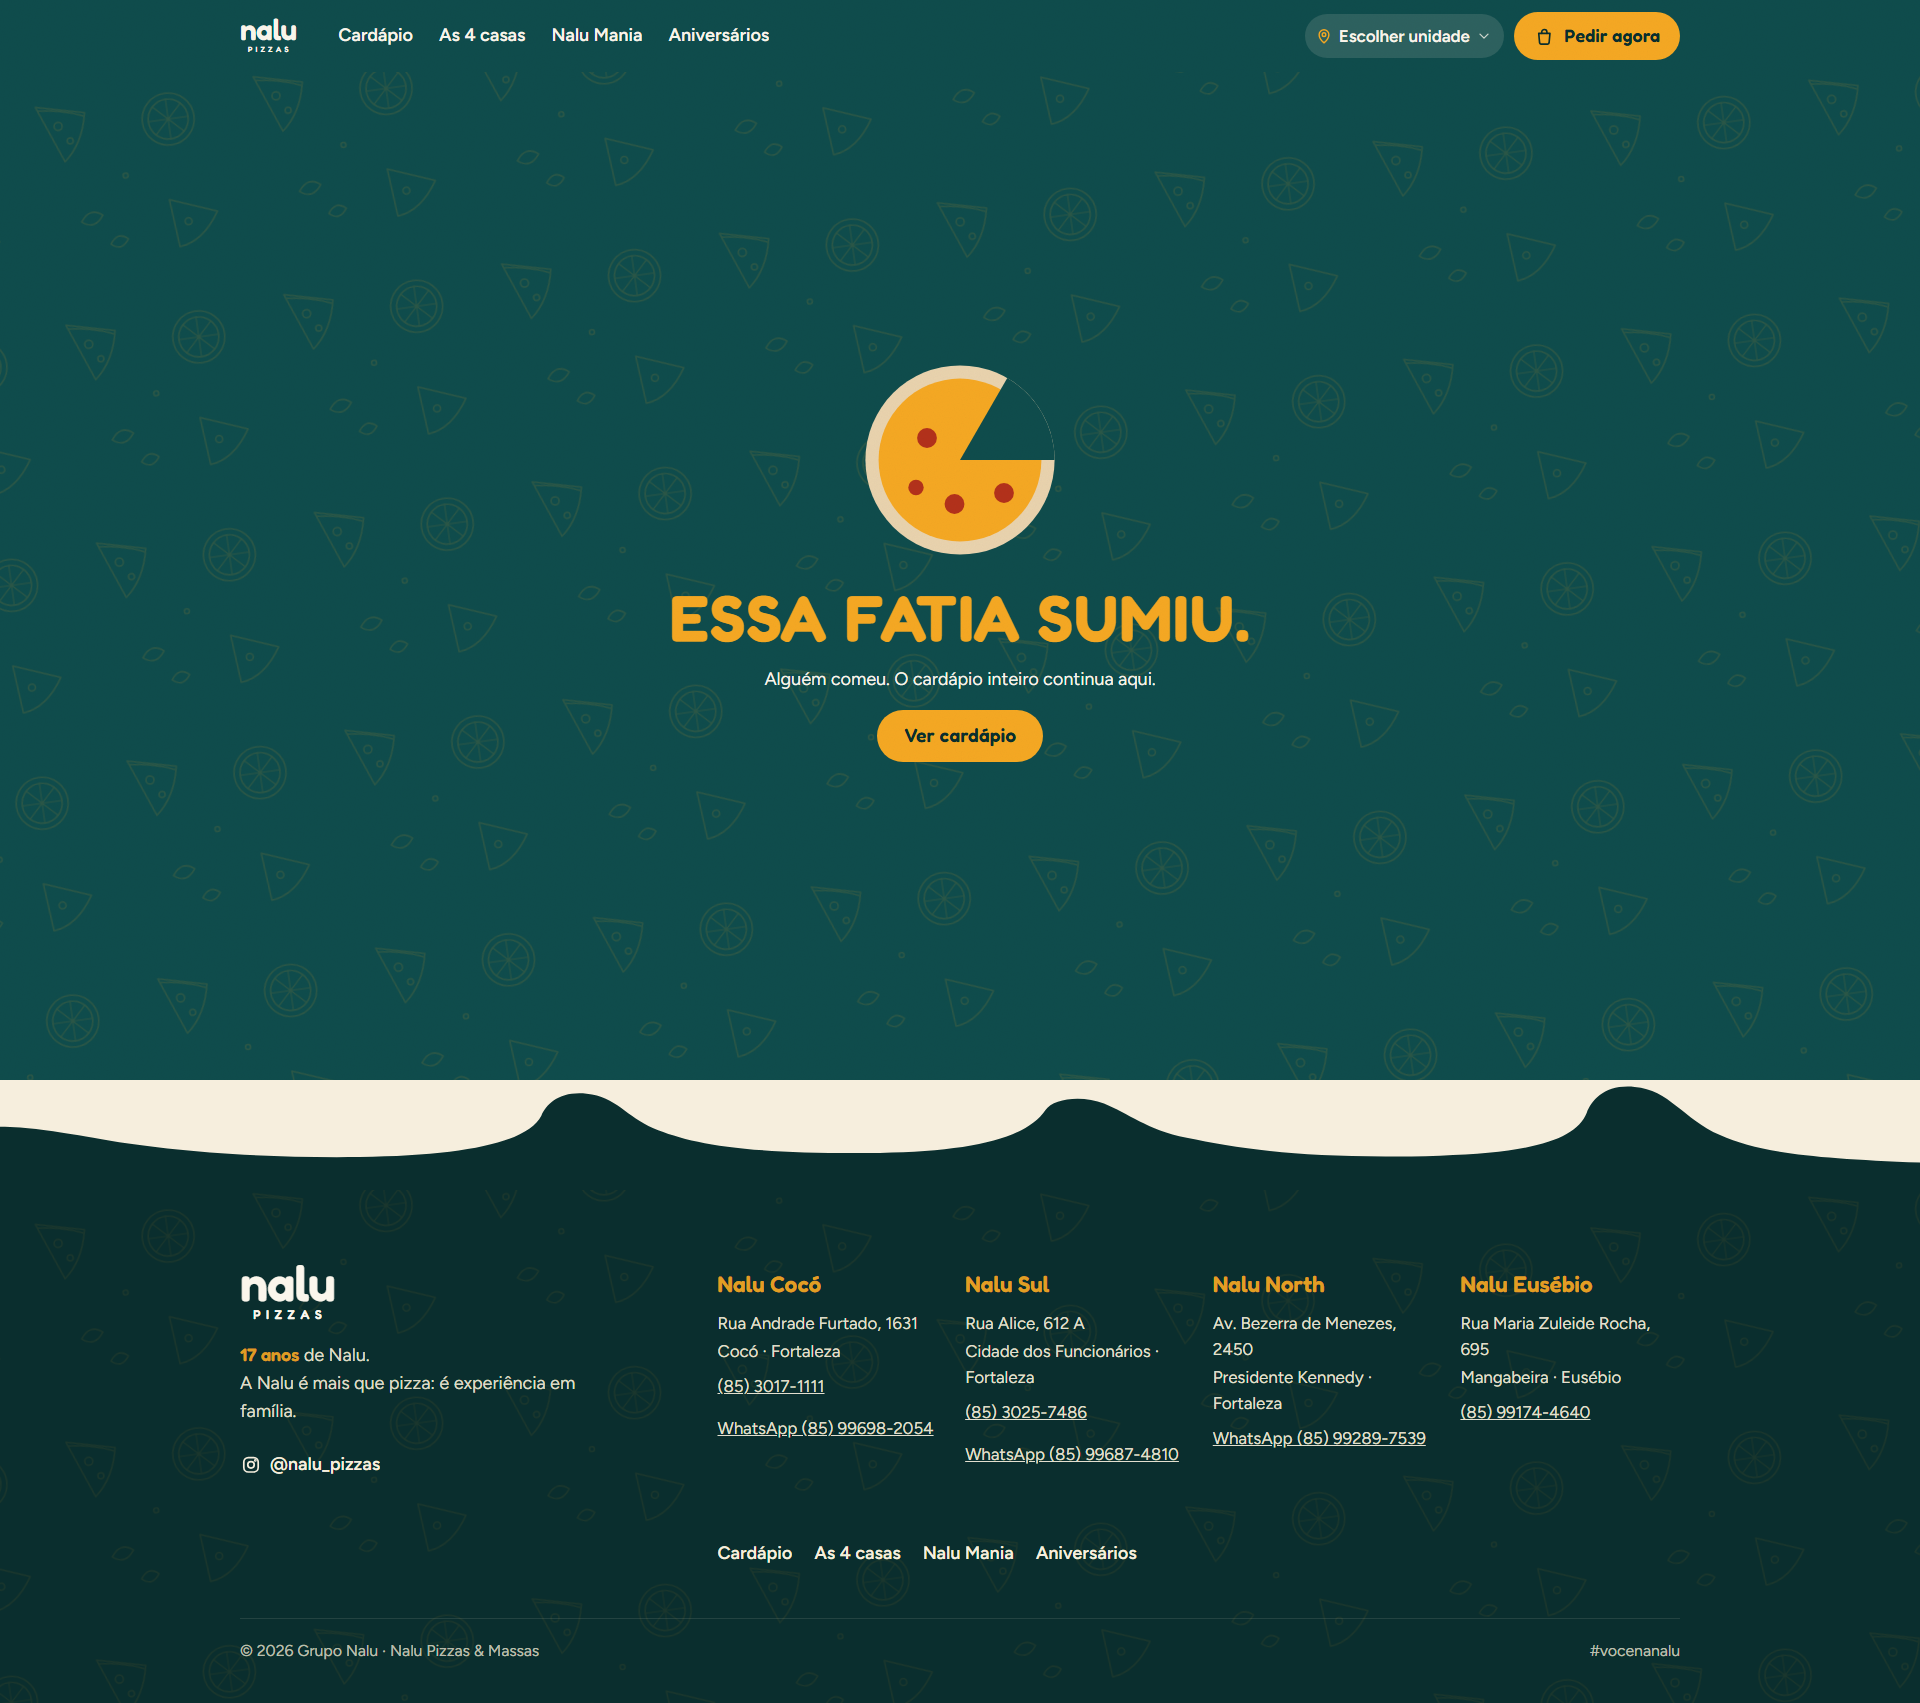 nalu
PIZZAS
Cardápio
As 4 casas
Nalu Mania
Aniversários
Escolher unidade
Pedir agora
ESSA FATIA SUMIU.
Alguém comeu. O cardápio inteiro continua aqui.
Ver cardápio
nalu
PIZZAS
17 anos de Nalu.
A Nalu é mais que pizza: é experiência em
família.
@nalu_pizzas
Nalu Cocó
Rua Andrade Furtado, 1631
Cocó · Fortaleza
(85) 3017-1111
WhatsApp (85) 99698-2054
Nalu Sul
Rua Alice, 612 A
Cidade dos Funcionários ·
Fortaleza
(85) 3025-7486
WhatsApp (85) 99687-4810
Nalu North
Av. Bezerra de Menezes,
2450
Presidente Kennedy ·
Fortaleza
WhatsApp (85) 99289-7539
Nalu Eusébio
Rua Maria Zuleide Rocha,
695
Mangabeira · Eusébio
(85) 99174-4640
Cardápio
As 4 casas
Nalu Mania
Aniversários
© 2026 Grupo Nalu · Nalu Pizzas & Massas
#vocenanalu